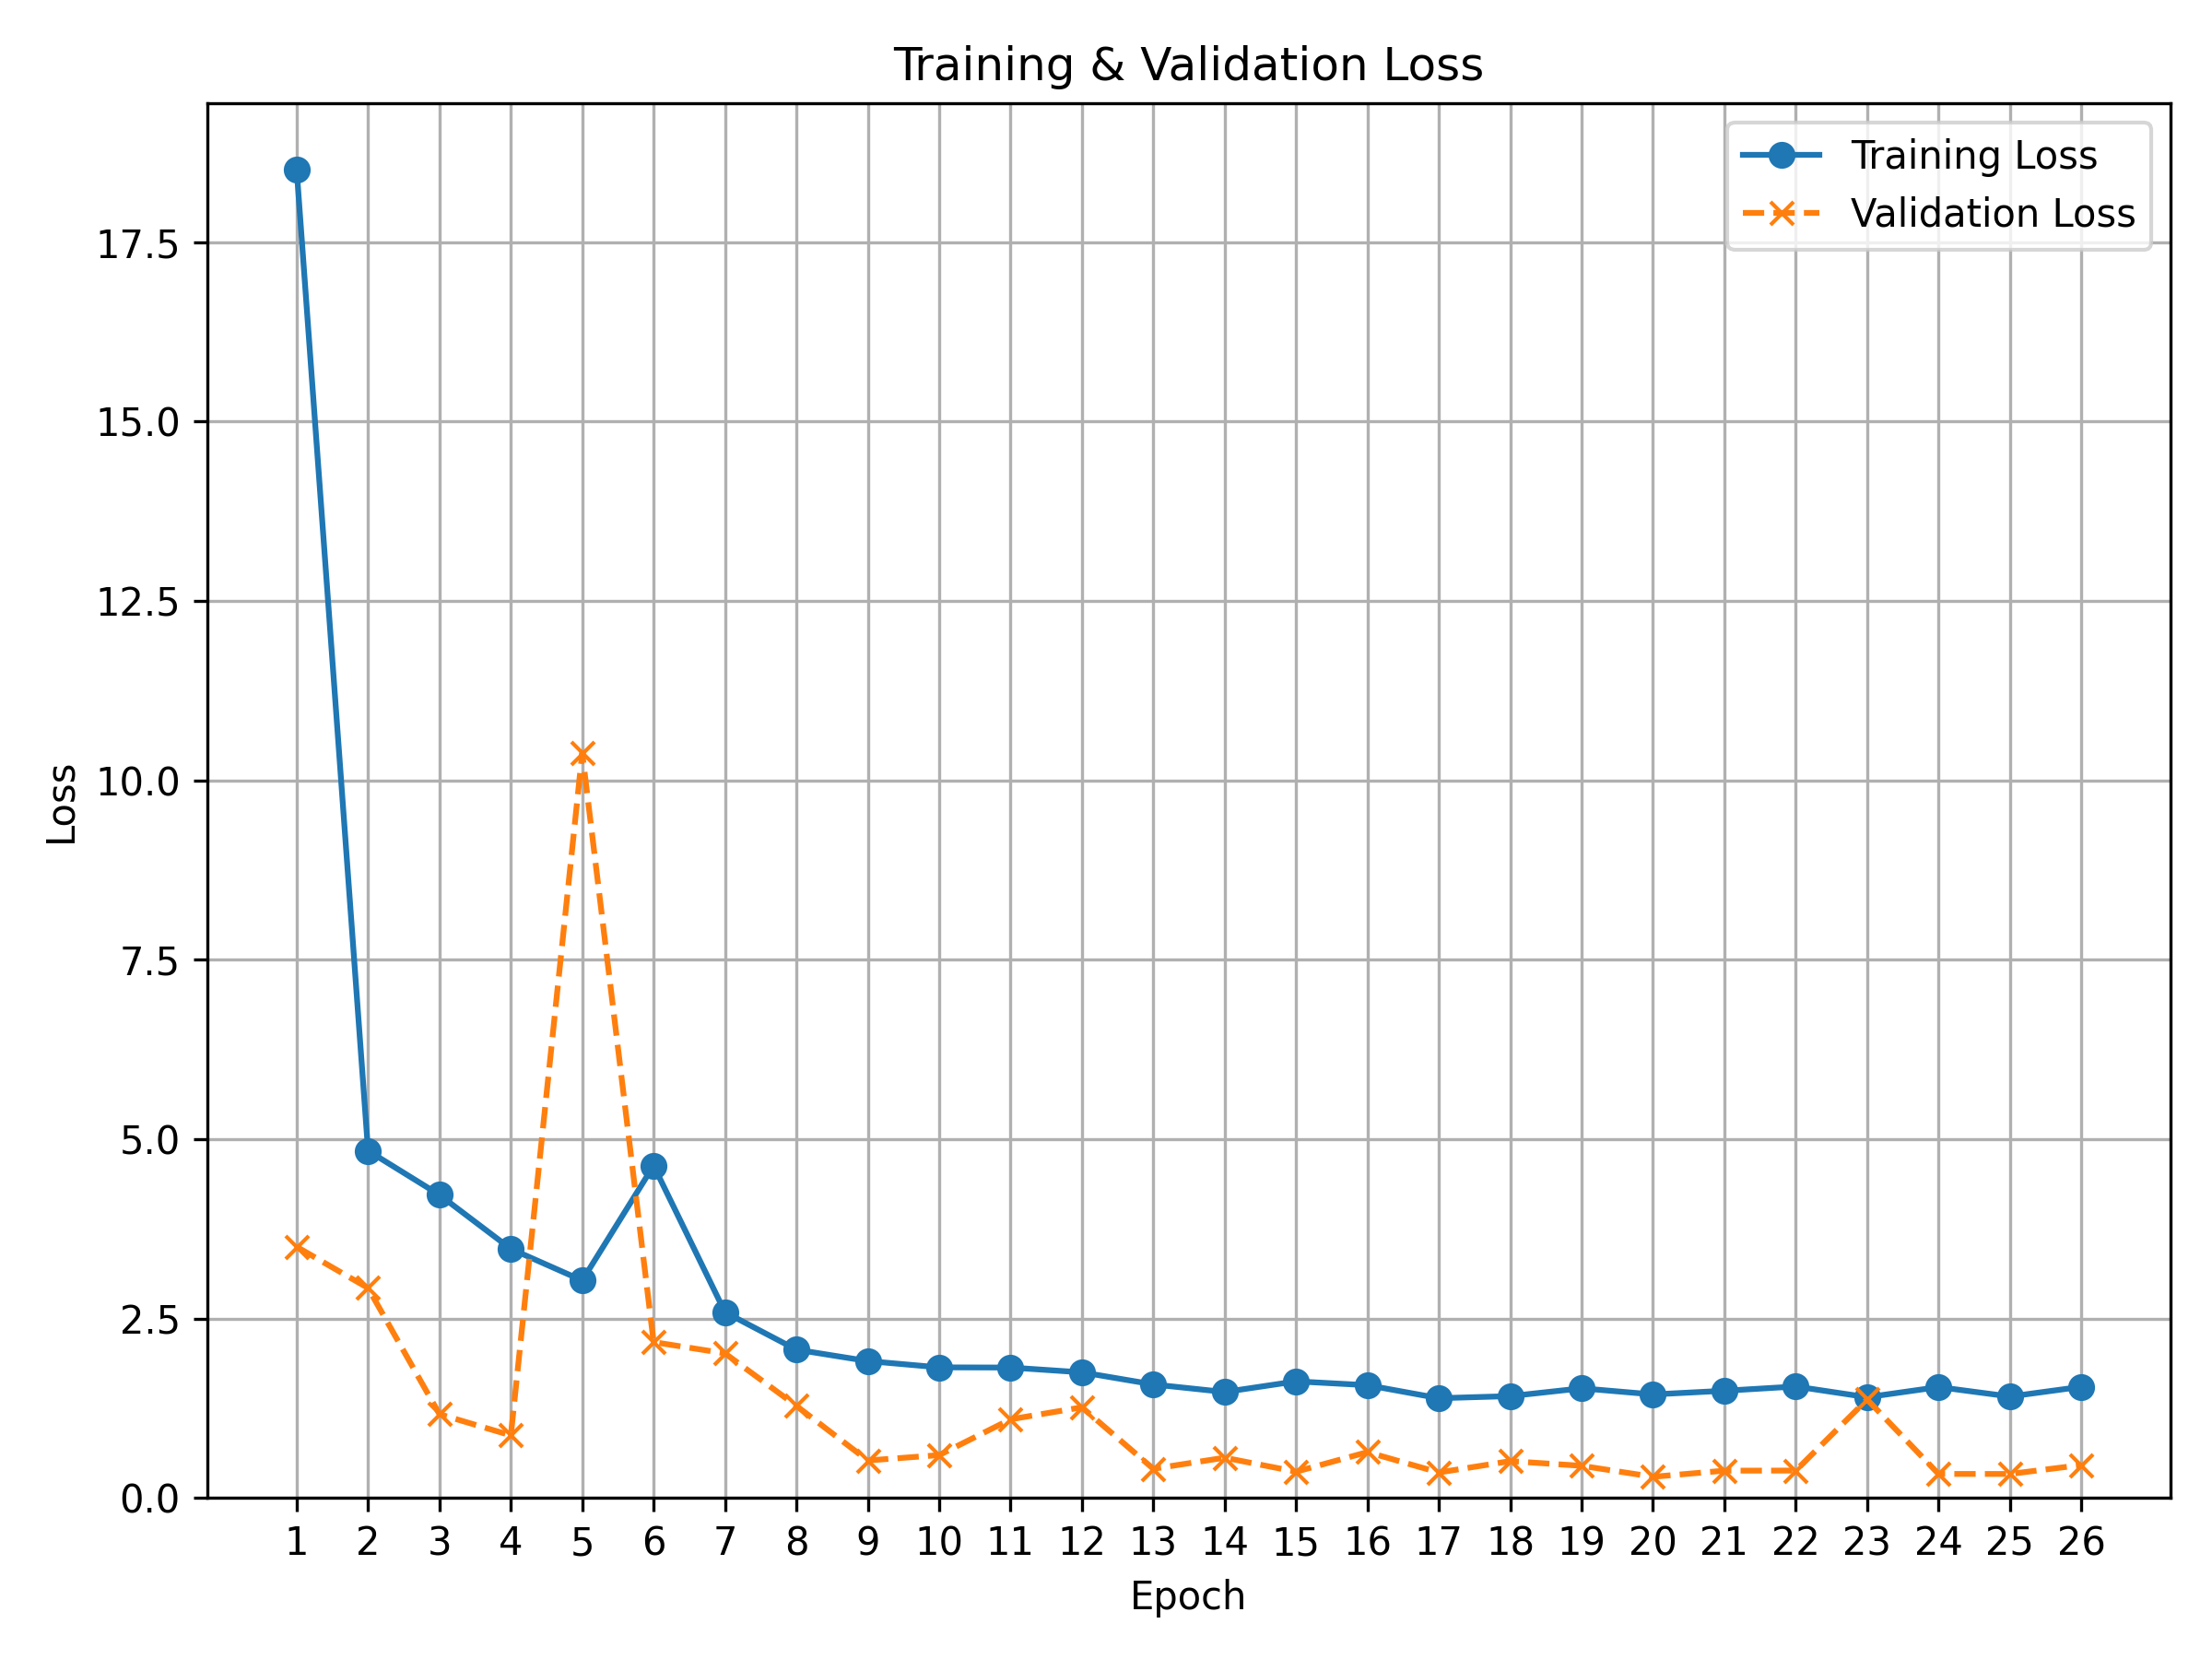 Training & Validation Loss
Training Loss
Validation Loss
17.5
15.0
12.5
10.0
7.5
5.0
2.5
0.0
Loss
1 2 3 4 5 6 7 8 9 10 11 12 13 14 15 16 17 18 19 20 21 22 23 24 25 26
Epoch